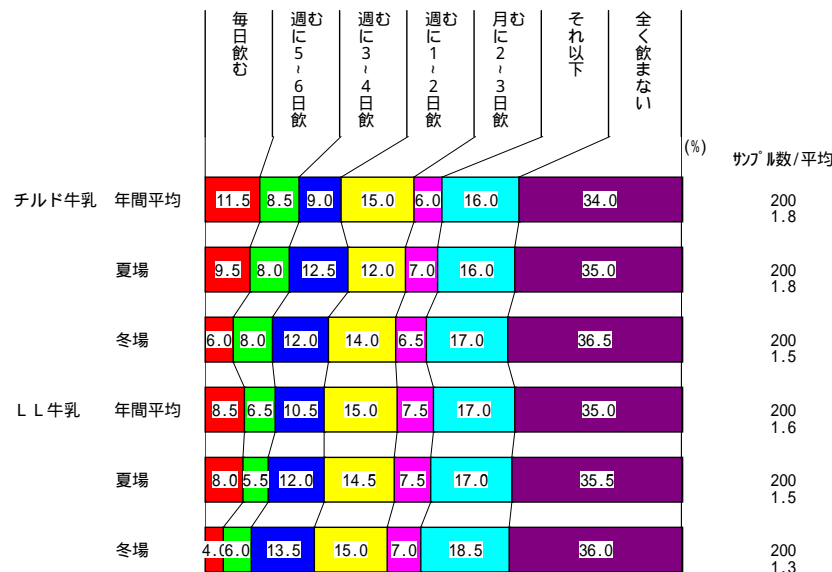 毎日飲む
週に5~6日飲む
週に3~4日飲む
週に1~2日飲む
月に2~3日飲む
それ以下
全く飲まない
(%)
ｻﾝﾌﾟﾙ数/平均
チルド牛乳 年間平均 11.5 8.5 9.0 15.0 6.0 16.0 34.0 200
1.8
夏場 9.5 8.0 12.5 12.0 7.0 16.0 35.0 200
1.8
冬場 6.0 8.0 12.0 14.0 6.5 17.0 36.5 200
1.5
ＬＬ牛乳 年間平均 8.5 6.5 10.5 15.0 7.5 17.0 35.0 200
1.6
夏場 8.0 5.5 12.0 14.5 7.5 17.0 35.5 200
1.5
冬場 4.0 6.0 13.5 15.0 7.0 18.5 36.0 200
1.3